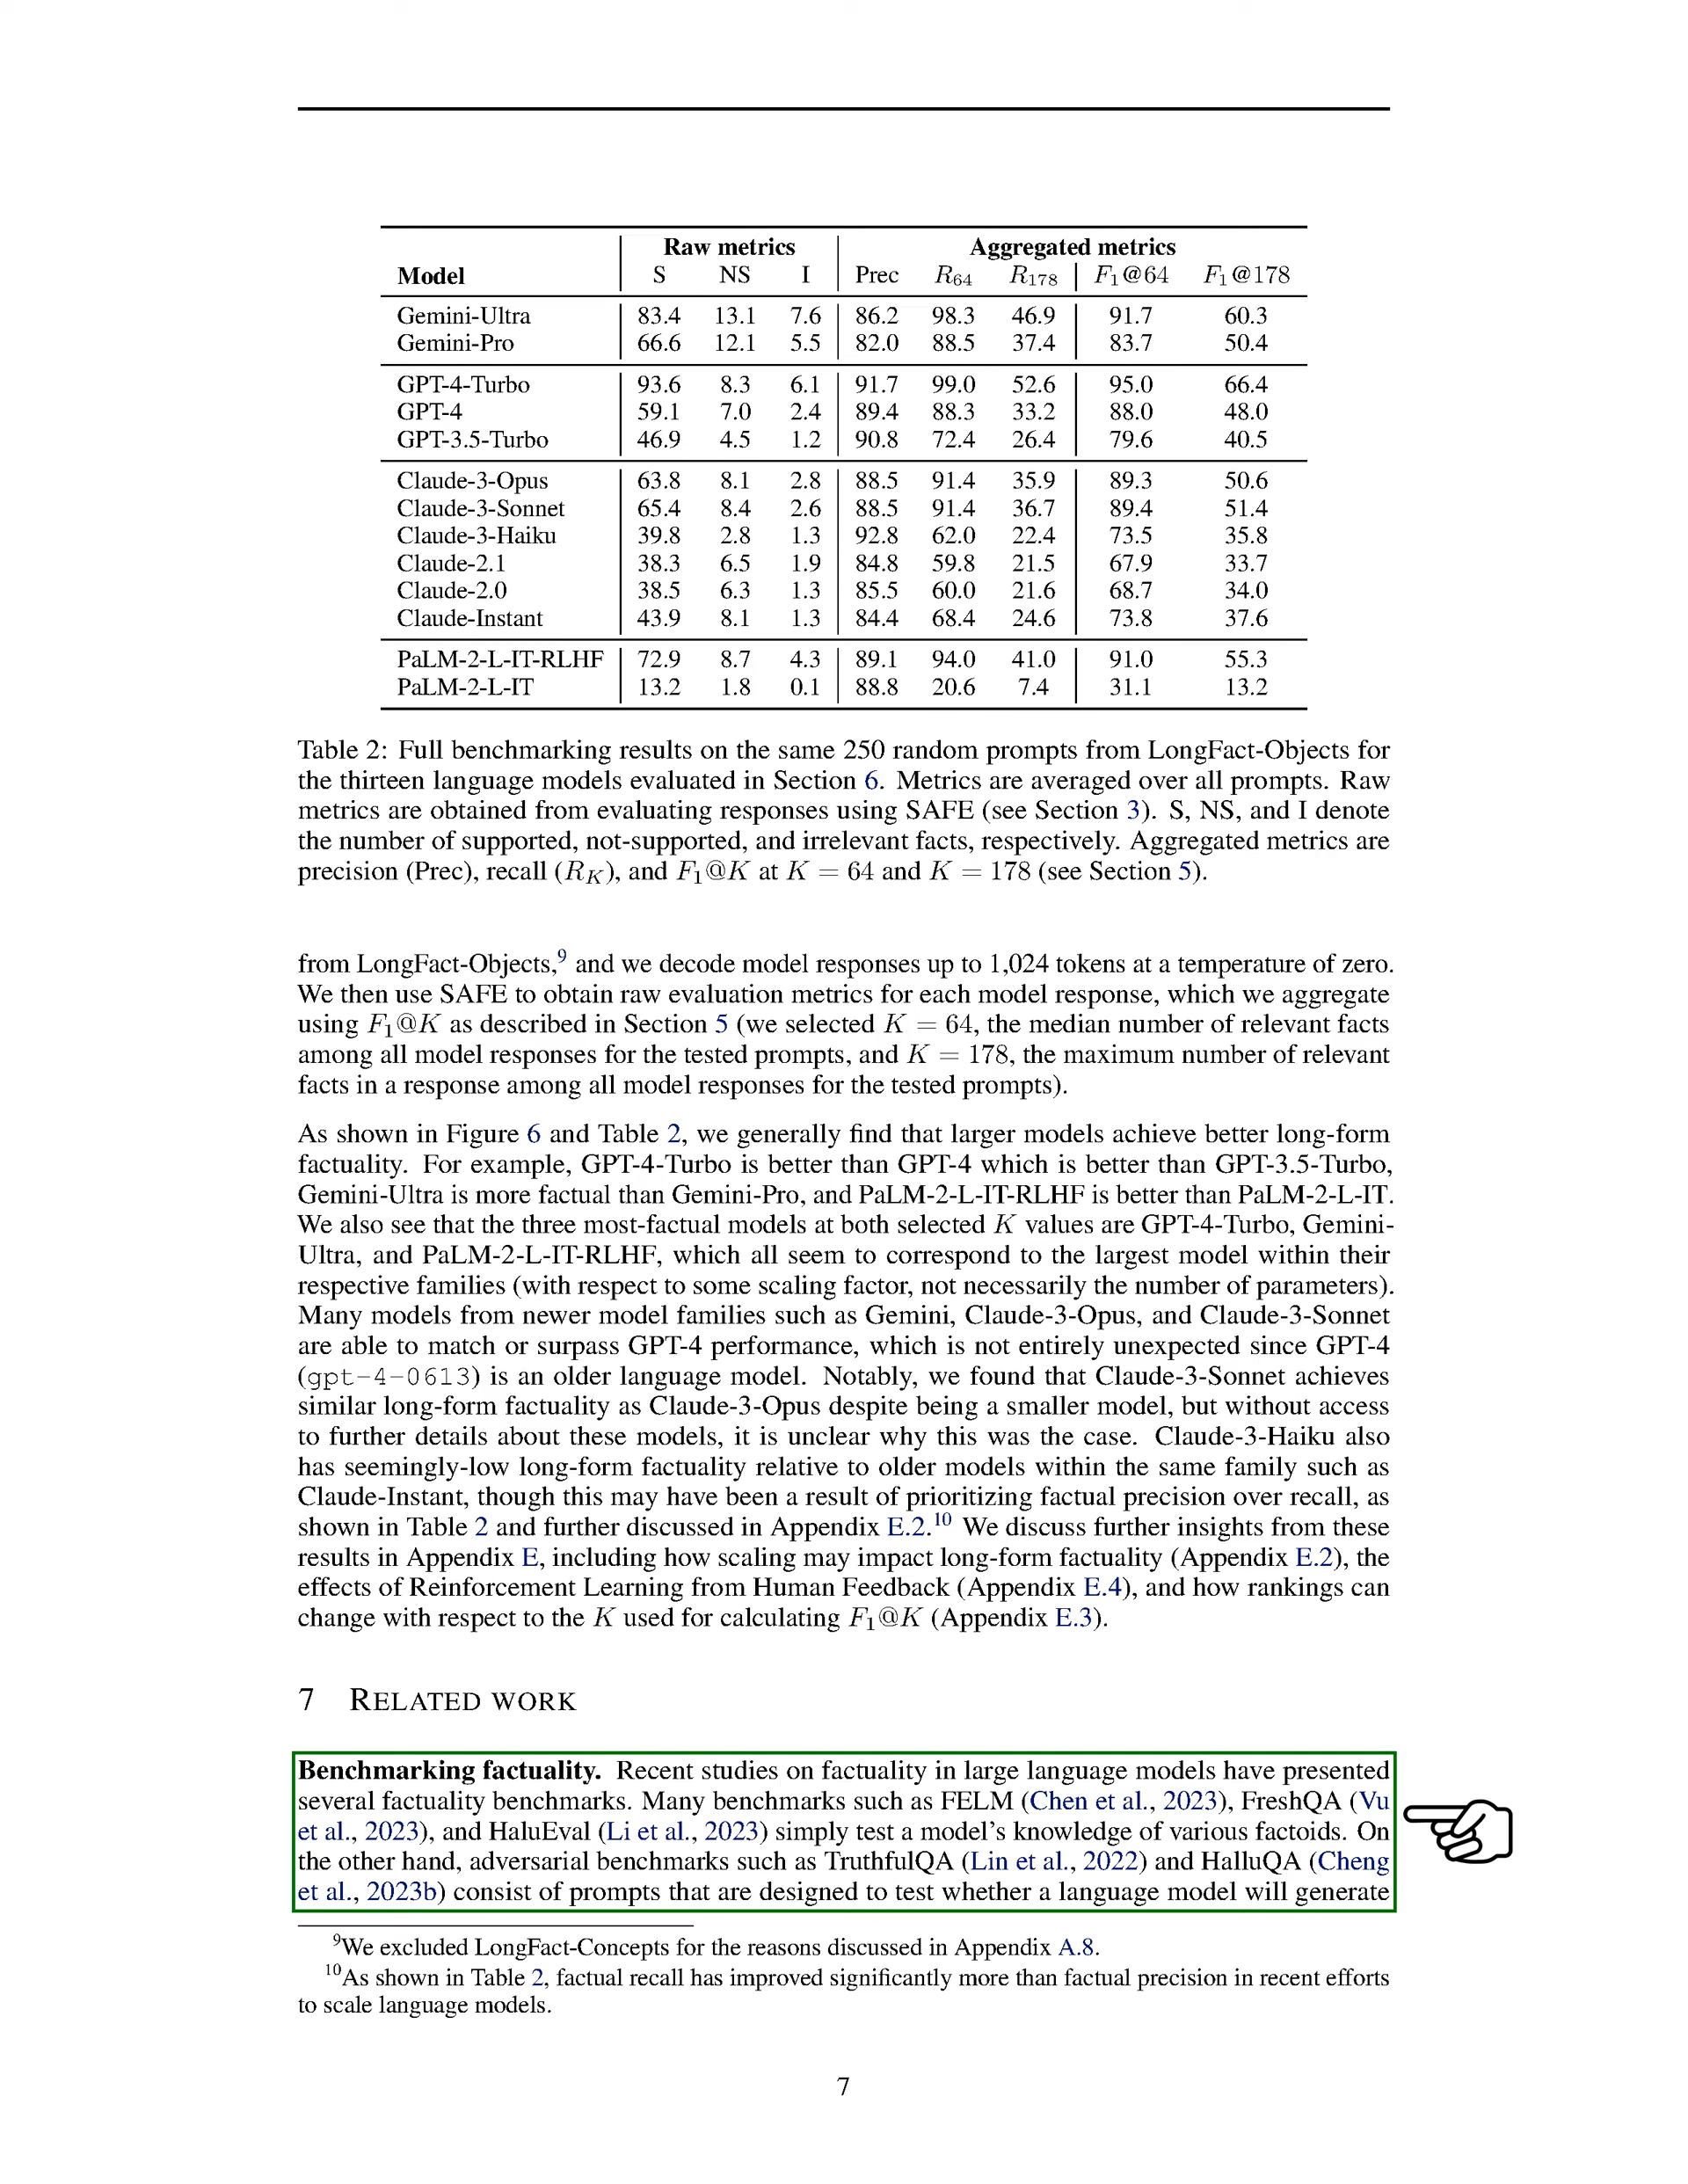 Raw metrics Aggregated metrics
Model S NS I Prec R64 R178 F1@64 F1@178
Gemini-Ultra 83.4 13.1 7.6 86.2 98.3 46.9 91.7 60.3
Gemini-Pro 66.6 12.1 5.5 82.0 88.5 37.4 83.7 50.4
GPT-4-Turbo 93.6 8.3 6.1 91.7 99.0 52.6 95.0 66.4
GPT-4 59.1 7.0 2.4 89.4 88.3 33.2 88.0 48.0
GPT-3.5-Turbo 46.9 4.5 1.2 90.8 72.4 26.4 79.6 40.5
Claude-3-Opus 63.8 8.1 2.8 88.5 91.4 35.9 89.3 50.6
Claude-3-Sonnet 65.4 8.4 2.6 88.5 91.4 36.7 89.4 51.4
Claude-3-Haiku 39.8 2.8 1.3 92.8 62.0 22.4 73.5 35.8
Claude-2.1 38.3 6.5 1.9 84.8 59.8 21.5 67.9 33.7
Claude-2.0 38.5 6.3 1.3 85.5 60.0 21.6 68.7 34.0
Claude-Instant 43.9 8.1 1.3 84.4 68.4 24.6 73.8 37.6
PaLM-2-L-IT-RLHF 72.9 8.7 4.3 89.1 94.0 41.0 91.0 55.3
PaLM-2-L-IT 13.2 1.8 0.1 88.8 20.6 7.4 31.1 13.2
Table 2: Full benchmarking results on the same 250 random prompts from LongFact-Objects for
the thirteen language models evaluated in Section 6. Metrics are averaged over all prompts. Raw
metrics are obtained from evaluating responses using SAFE (see Section 3). S, NS, and I denote
the number of supported, not-supported, and irrelevant facts, respectively. Aggregated metrics are
precision (Prec), recall (RK), and F1@K at K = 64 and K = 178 (see Section 5).
from LongFact-Objects,9 and we decode model responses up to 1,024 tokens at a temperature of zero.
We then use SAFE to obtain raw evaluation metrics for each model response, which we aggregate
using F1@K as described in Section 5 (we selected K = 64, the median number of relevant facts
among all model responses for the tested prompts, and K = 178, the maximum number of relevant
facts in a response among all model responses for the tested prompts).
As shown in Figure 6 and Table 2, we generally find that larger models achieve better long-form
factuality. For example, GPT-4-Turbo is better than GPT-4 which is better than GPT-3.5-Turbo,
Gemini-Ultra is more factual than Gemini-Pro, and PaLM-2-L-IT-RLHF is better than PaLM-2-L-IT.
We also see that the three most-factual models at both selected K values are GPT-4-Turbo, Gemini-
Ultra, and PaLM-2-L-IT-RLHF, which all seem to correspond to the largest model within their
respective families (with respect to some scaling factor, not necessarily the number of parameters).
Many models from newer model families such as Gemini, Claude-3-Opus, and Claude-3-Sonnet
are able to match or surpass GPT-4 performance, which is not entirely unexpected since GPT-4
(gpt-4-0613) is an older language model. Notably, we found that Claude-3-Sonnet achieves
similar long-form factuality as Claude-3-Opus despite being a smaller model, but without access
to further details about these models, it is unclear why this was the case. Claude-3-Haiku also
has seemingly-low long-form factuality relative to older models within the same family such as
Claude-Instant, though this may have been a result of prioritizing factual precision over recall, as
shown in Table 2 and further discussed in Appendix E.2.10 We discuss further insights from these
results in Appendix E, including how scaling may impact long-form factuality (Appendix E.2), the
effects of Reinforcement Learning from Human Feedback (Appendix E.4), and how rankings can
change with respect to the K used for calculating F1@K (Appendix E.3).
7 RELATED WORK
Benchmarking factuality. Recent studies on factuality in large language models have presented
several factuality benchmarks. Many benchmarks such as FELM (Chen et al., 2023), FreshQA (Vu
et al., 2023), and HaluEval (Li et al., 2023) simply test a model's knowledge of various factoids. On
the other hand, adversarial benchmarks such as TruthfulQA (Lin et al., 2022) and HalluQA (Cheng
et al., 2023b) consist of prompts that are designed to test whether a language model will generate
9We excluded LongFact-Concepts for the reasons discussed in Appendix A.8.
10As shown in Table 2, factual recall has improved significantly more than factual precision in recent efforts
to scale language models.
7